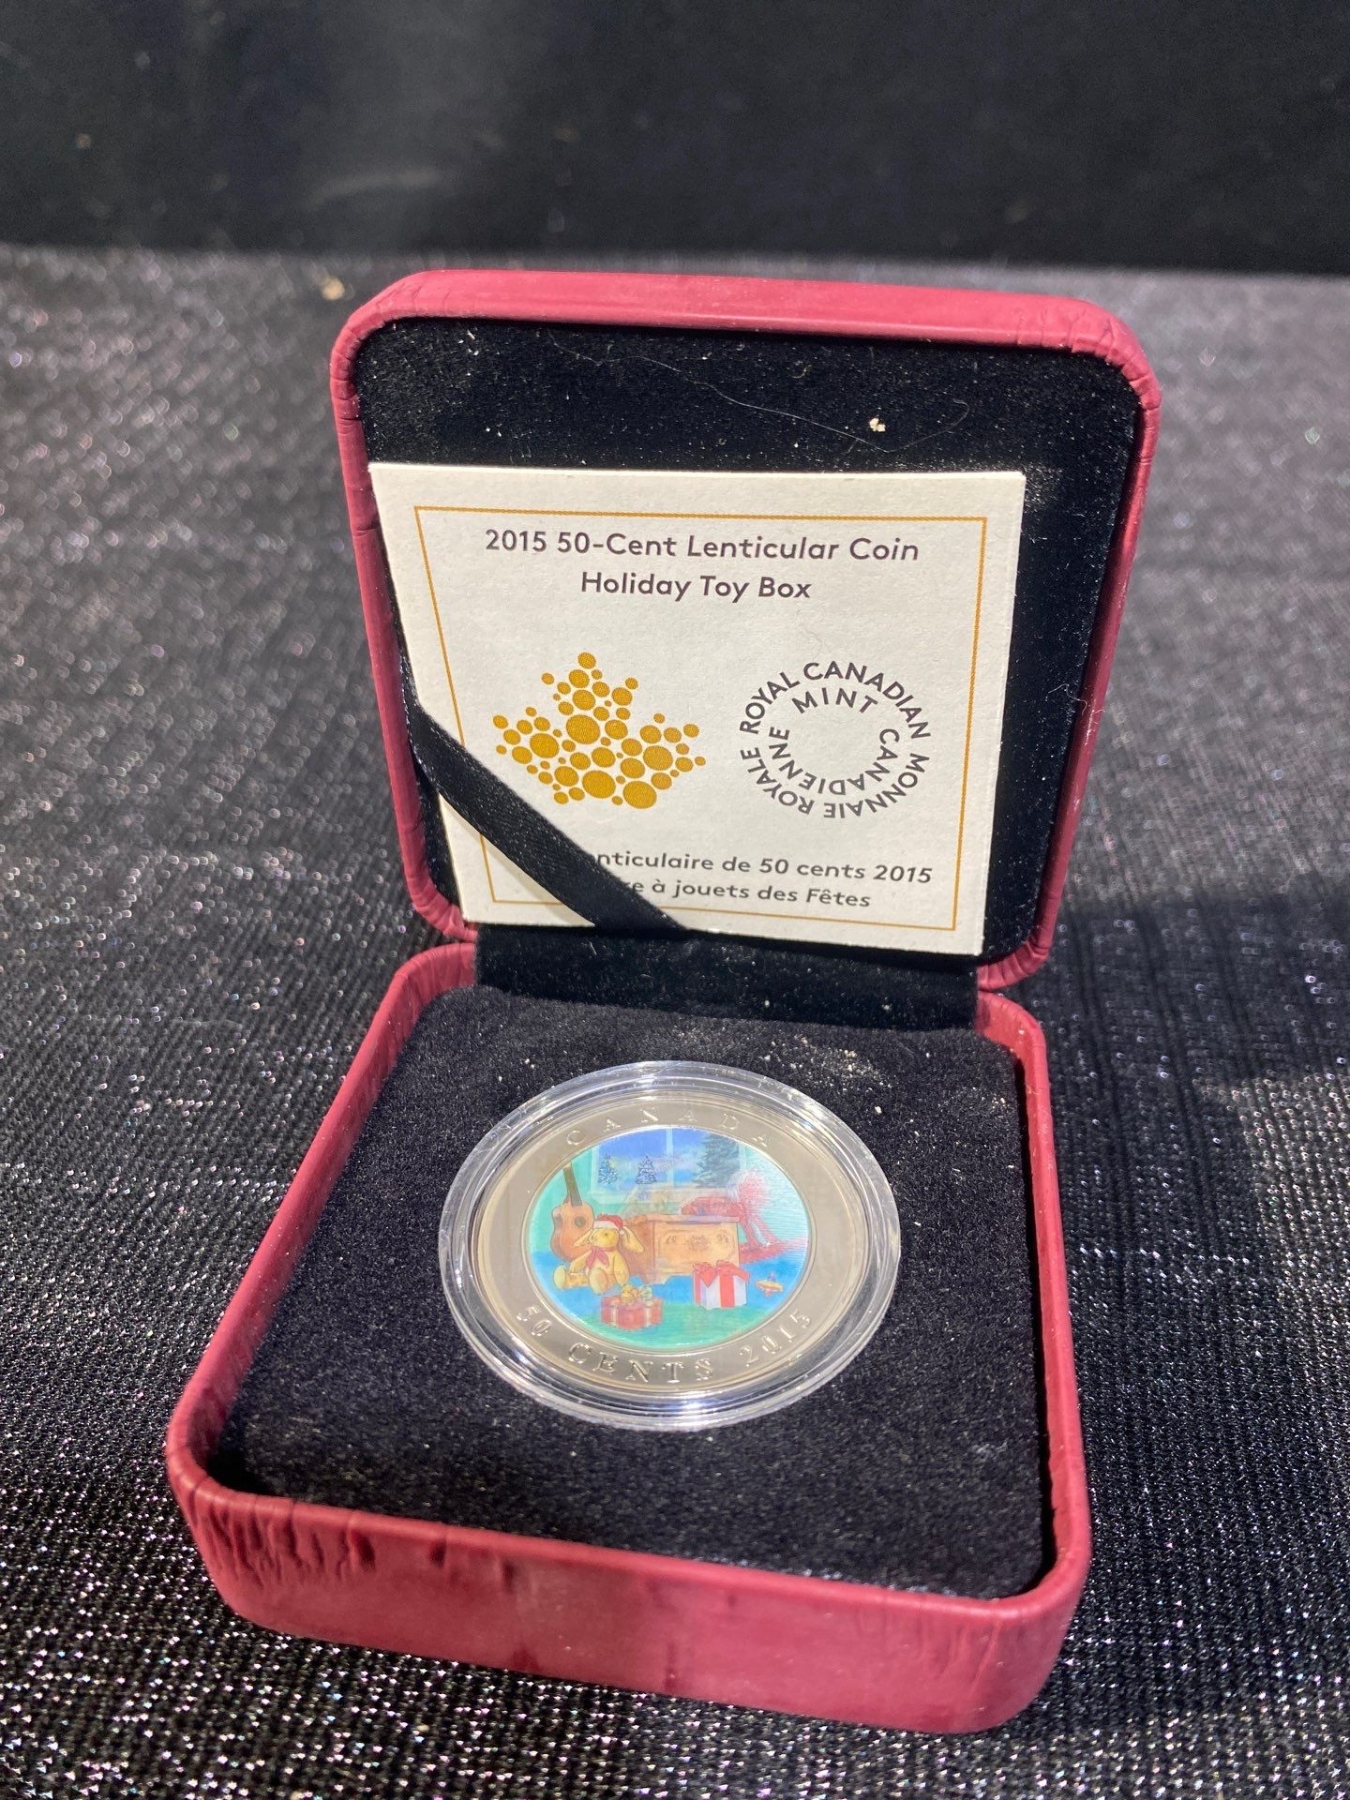 2015 50-Cent Lenticular Coin
Holiday Toy Box
ROYAL CANADIAN MINT
MONNAIE ROYALE CANADIENNE
de 50 cents 2015
à jouets des Fêtes
CANADA
50 CENTS 2015